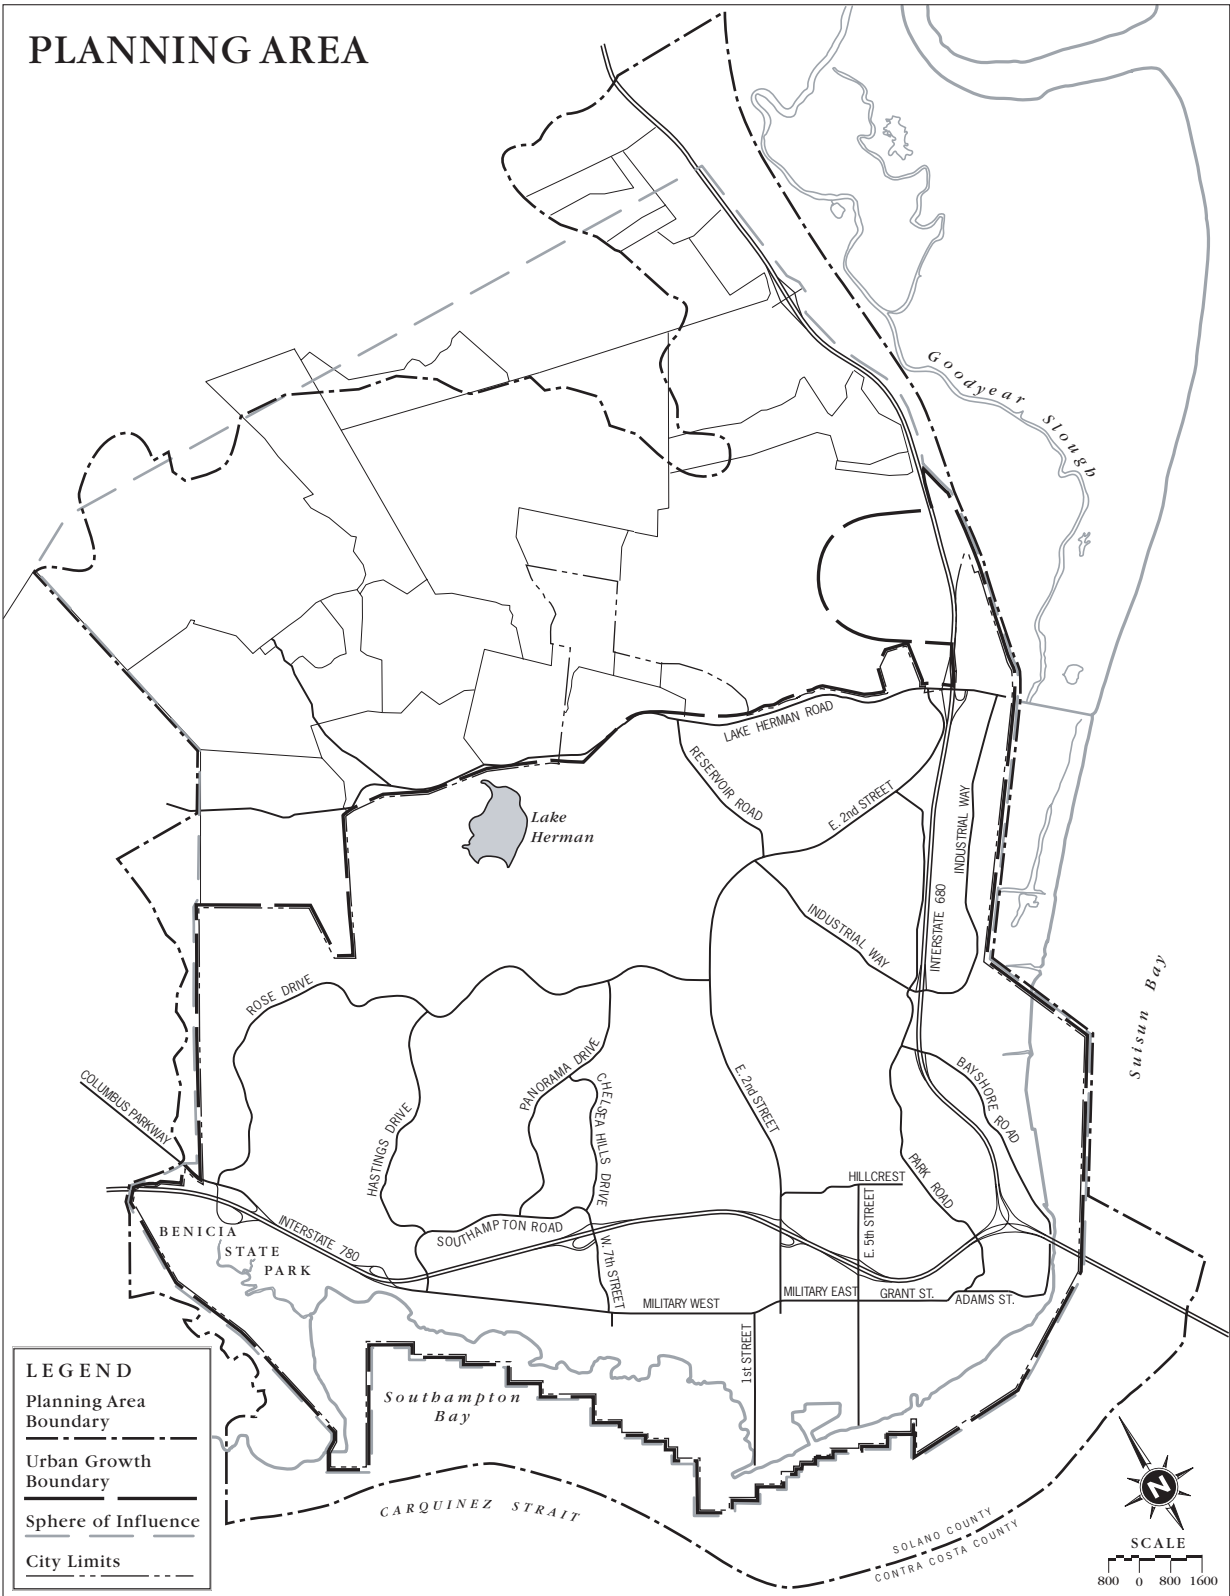 PLANNING AREA
Goodyear Slough
LAKE HERMAN ROAD
RESERVOIR ROAD
E. 2nd STREET
INDUSTRIAL WAY
Lake
Herman
INTERSTATE 680
INDUSTRIAL WAY
Suisun Bay
ROSE DRIVE
PANORAMA DRIVE
CHELSEA HILLS DRIVE
E. 2nd STREET
BAYSHORE ROAD
COLUMBUS PARKWAY
HASTINGS DRIVE
PARK ROAD
HILLCREST
E. 5th STREET
BENICIA
STATE
PARK
INTERSTATE 780
SOUTHAMPTON ROAD
W. 7th STREET
MILITARY WEST
MILITARY EAST
GRANT ST.
ADAMS ST.
1st STREET
Southampton
Bay
CARQUINEZ STRAIT
SOLANO COUNTY
CONTRA COSTA COUNTY
LEGEND
Planning Area
Boundary
Urban Growth
Boundary
Sphere of Influence
City Limits
N
SCALE
800 0 800 1600